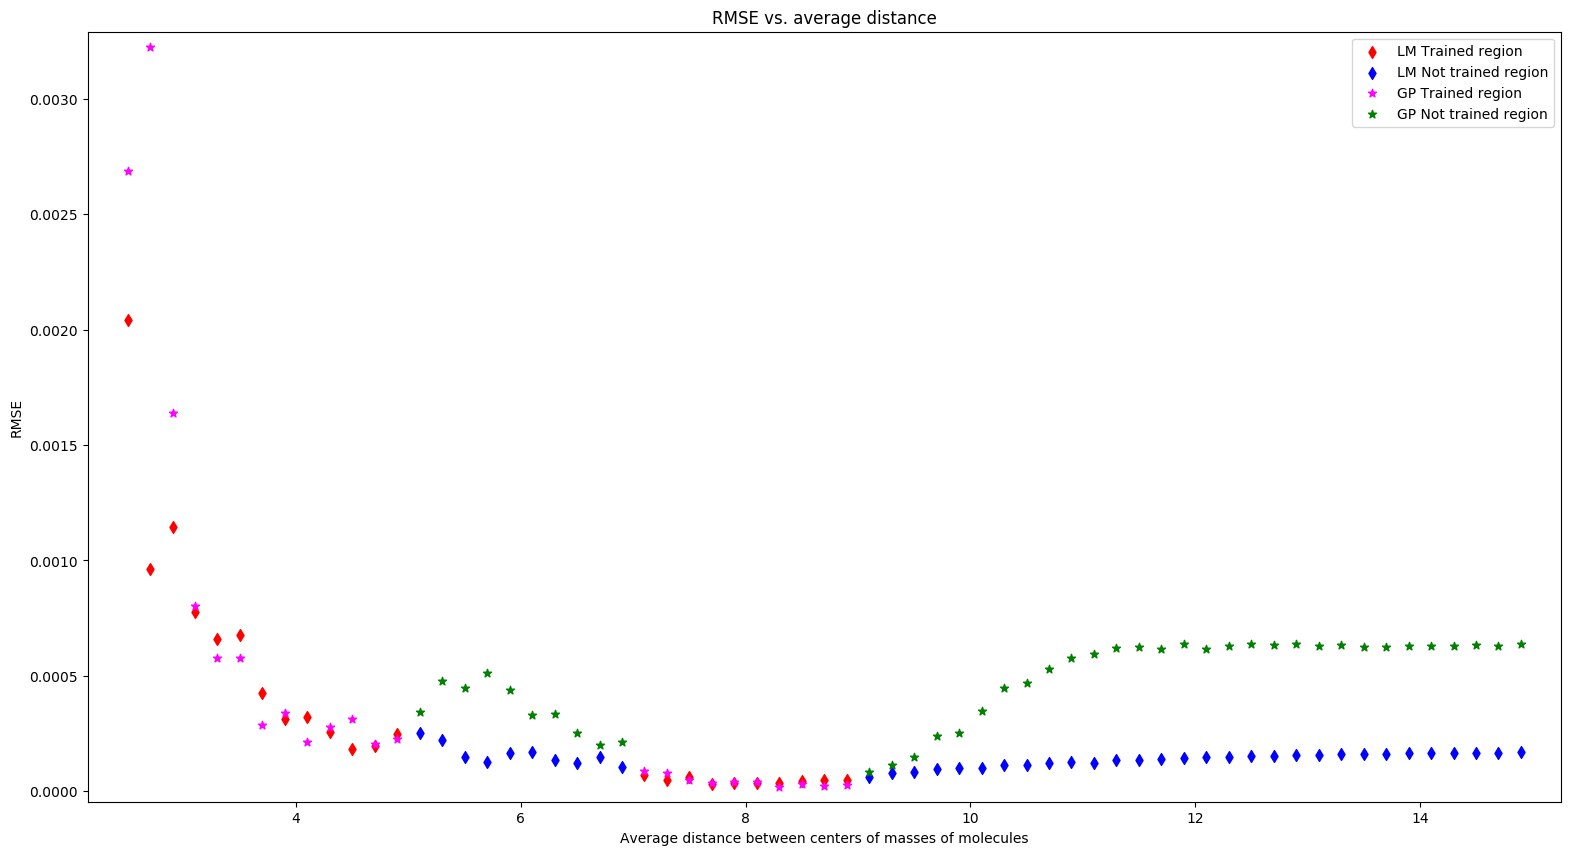 RMSE vs. average distance
LM Trained region
LM Not trained region
GP Trained region
GP Not trained region
RMSE
0.0030
0.0025
0.0020
0.0015
0.0010
0.0005
0.0000
4
6
8
10
12
14
Average distance between centers of masses of molecules